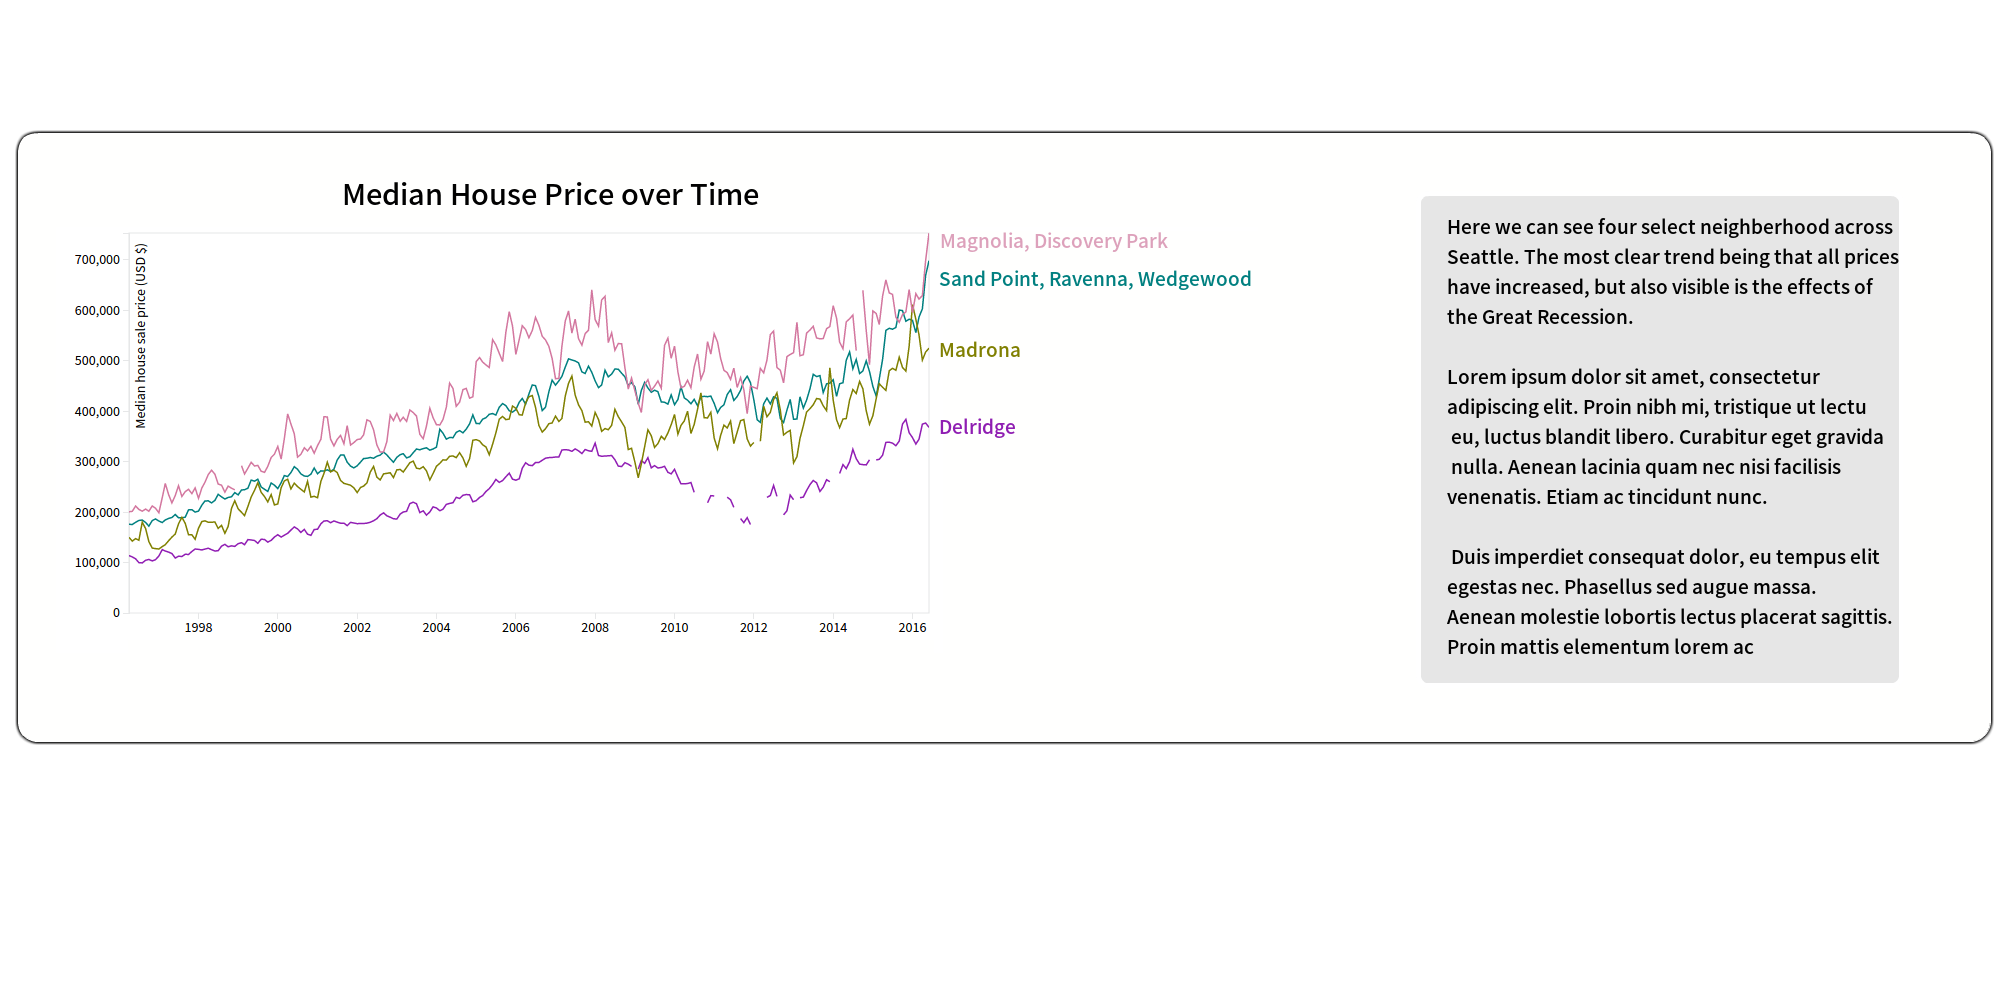 Median House Price over Time
Median house sale price (USD $)
700,000
600,000
500,000
400,000
300,000
200,000
100,000
0
1998 2000 2002 2004 2006 2008 2010 2012 2014 2016
Magnolia, Discovery Park
Sand Point, Ravenna, Wedgewood
Madrona
Delridge
Here we can see four select neighberhood across
Seattle. The most clear trend being that all prices
have increased, but also visible is the effects of
the Great Recession.
Lorem ipsum dolor sit amet, consectetur
adipiscing elit. Proin nibh mi, tristique ut lectu
eu, luctus blandit libero. Curabitur eget gravida
nulla. Aenean lacinia quam nec nisi facilisis
venenatis. Etiam ac tincidunt nunc.
Duis imperdiet consequat dolor, eu tempus elit
egestas nec. Phasellus sed augue massa.
Aenean molestie lobortis lectus placerat sagittis.
Proin mattis elementum lorem ac